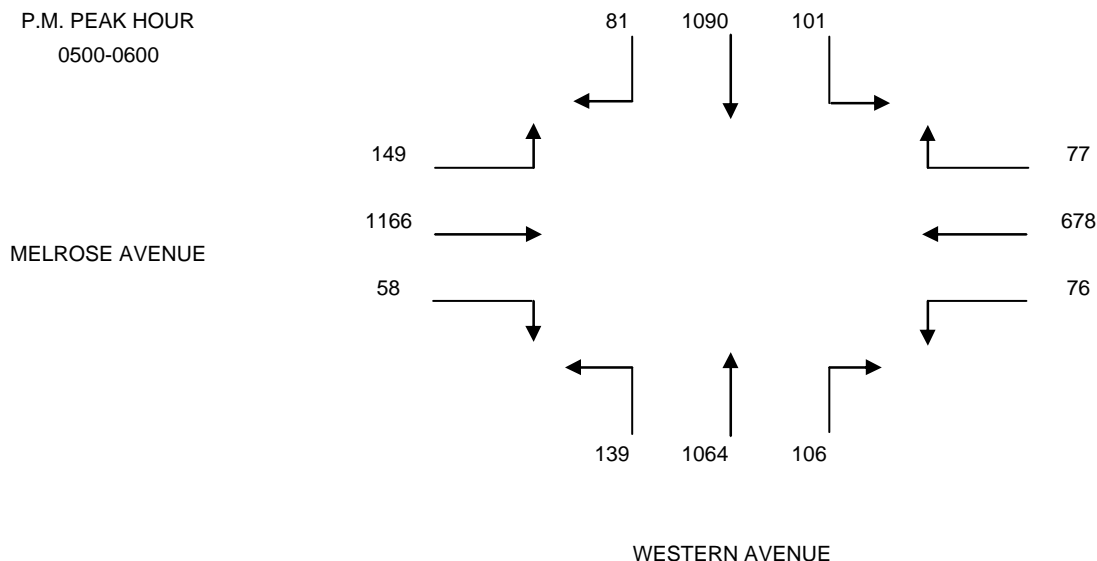 P.M. PEAK HOUR
0500-0600
81 1090 101
149 77
1166 678
MELROSE AVENUE
58 76
139 1064 106
WESTERN AVENUE